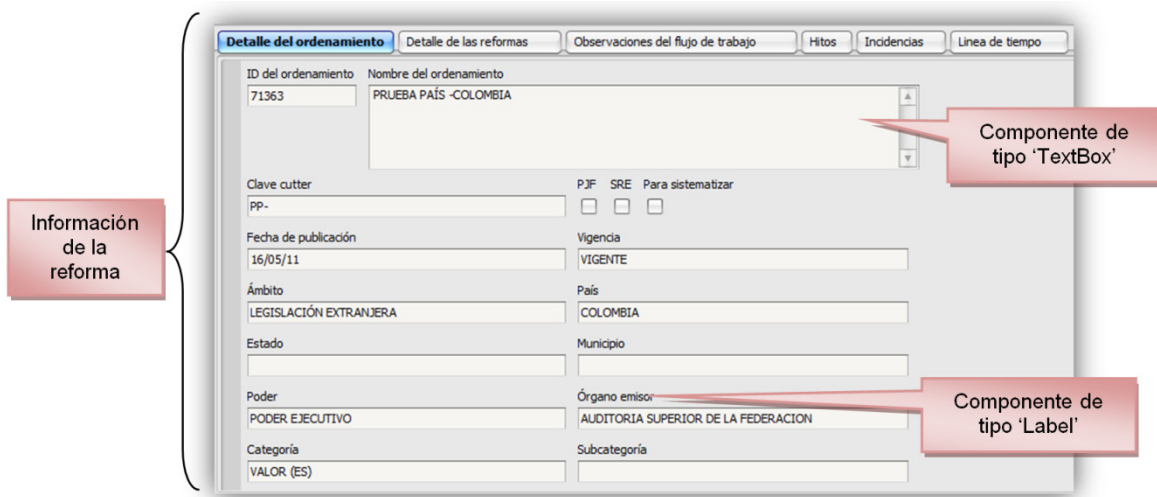 Detalle del ordenamiento Detalle de las reformas Observaciones del flujo de trabajo Hitos Incidencias Linea de tiempo
ID del ordenamiento Nombre del ordenamiento
71363 PRUEBA PAÍS -COLOMBIA
Componente de
tipo ‘TextBox’
Clave cutter PJF SRE Para sistematizar
PP-
Información
de la
reforma
Fecha de publicación Vigencia
16/05/11 VIGENTE
Ámbito País
LEGISLACIÓN EXTRANJERA COLOMBIA
Estado Municipio
Poder Órgano emisor
PODER EJECUTIVO AUDITORIA SUPERIOR DE LA FEDERACION
Componente de
tipo ‘Label’
Categoría Subcategoría
VALOR (ES)